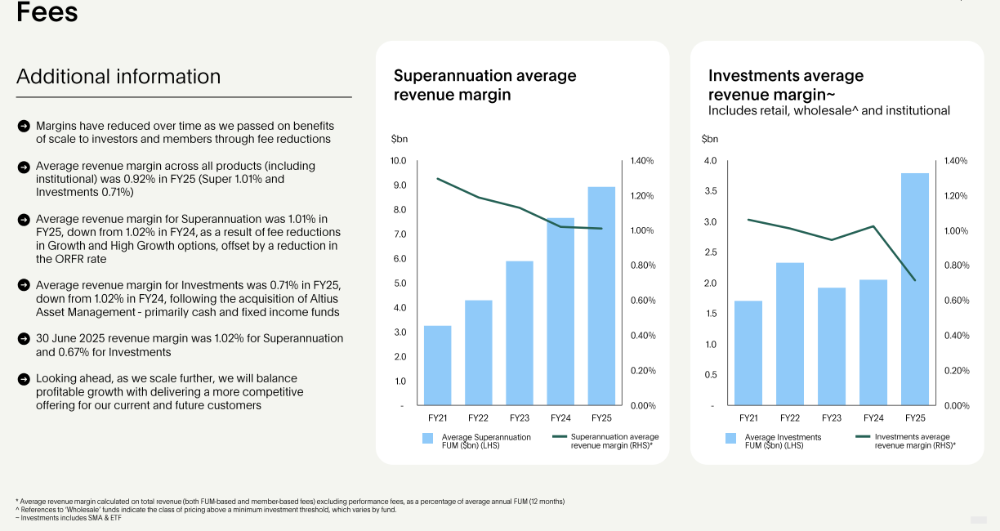 Fees
Additional information
Margins have reduced over time as we passed on benefits
of scale to investors and members through fee reductions
Average revenue margin across all products (including
institutional) was 0.92% in FY25 (Super 1.01% and
Investments 0.71%)
Average revenue margin for Superannuation was 1.01% in
FY25, down from 1.02% in FY24, as a result of fee reductions
in Growth and High Growth options, offset by a reduction in
the ORFR rate
Average revenue margin for Investments was 0.71% in FY25,
down from 1.02% in FY24, following the acquisition of Altius
Asset Management - primarily cash and fixed income funds
30 June 2025 revenue margin was 1.02% for Superannuation
and 0.67% for Investments
Looking ahead, as we scale further, we will balance
profitable growth with delivering a more competitive
offering for our current and future customers
Superannuation average
revenue margin
$bn
10.0
9.0
8.0
7.0
6.0
5.0
4.0
3.0
2.0
1.0
-
1.40%
1.20%
1.00%
0.80%
0.60%
0.40%
0.20%
0.00%
FY21 FY22 FY23 FY24 FY25
Average Superannuation
FUM ($bn) (LHS)
Superannuation average
revenue margin (RHS)*
Investments average
revenue margin~
Includes retail, wholesale^ and institutional
$bn
4.0
3.5
3.0
2.5
2.0
1.5
1.0
0.5
-
1.40%
1.20%
1.00%
0.80%
0.60%
0.40%
0.20%
0.00%
FY21 FY22 FY23 FY24 FY25
Average Investments
FUM ($bn) (LHS)
Investments average
revenue margin (RHS)*
* Average revenue margin calculated on total revenue (both FUM-based and member-based fees) excluding performance fees, as a percentage of average annual FUM (12 months)
^ References to 'Wholesale' funds indicate the class of pricing above a minimum investment threshold, which varies by fund.
~ Investments includes SMA & ETF